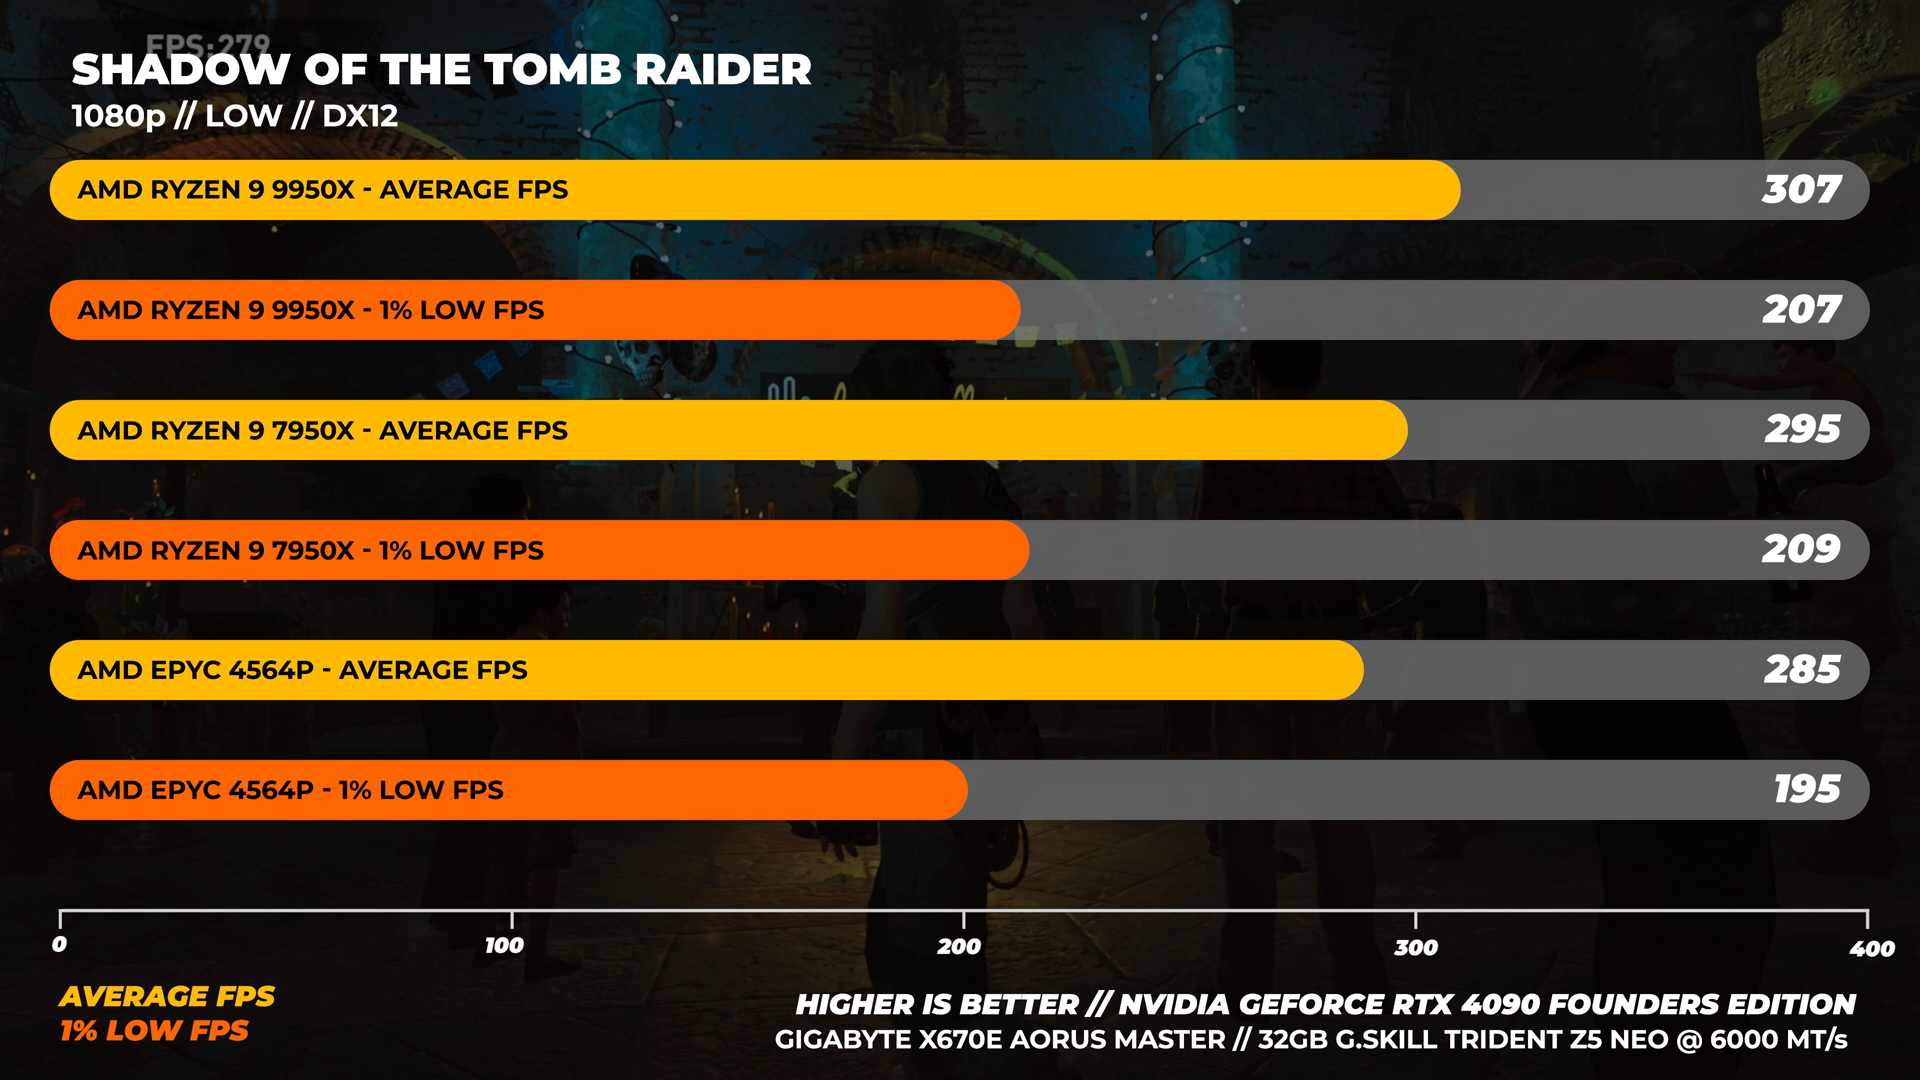 FPS:279
SHADOW OF THE TOMB RAIDER
1080p // LOW // DX12
AMD RYZEN 9 9950X - AVERAGE FPS 307
AMD RYZEN 9 9950X - 1% LOW FPS 207
AMD RYZEN 9 7950X - AVERAGE FPS 295
AMD RYZEN 9 7950X - 1% LOW FPS 209
AMD EPYC 4564P - AVERAGE FPS 285
AMD EPYC 4564P - 1% LOW FPS 195
0 100 200 300 400
AVERAGE FPS
1% LOW FPS
HIGHER IS BETTER // NVIDIA GEFORCE RTX 4090 FOUNDERS EDITION
GIGABYTE X670E AORUS MASTER // 32GB G.SKILL TRIDENT Z5 NEO @ 6000 MT/s